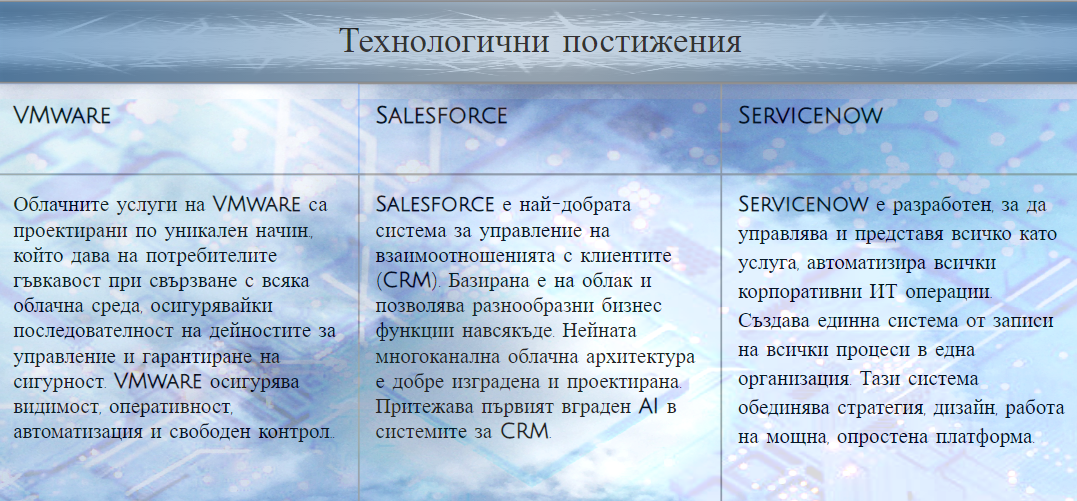 Технологични постижения
VMware
Salesforce
Servicenow
Облачните услуги на VMware са
проектирани по уникален начин.,
който дава на потребителите
гъвкавост при свързване с всяка
облачна среда, осигурявайки
последователност на дейностите за
управление и гарантиране на
сигурност. VMware осигурява
видимост, оперативност,
автоматизация и свободен контрол..
Salesforce е най-добрата
система за управление на
взаимоотношенията с клиентите
(CRM). Базирана е на облак и
позволява разнообразни бизнес
функции навсякъде. Нейната
многоканална облачна архитектура
е добре изградена и проектирана.
Притежава първият вграден AI в
системите за CRM.
Servicenow е разработен, за да
управлява и представя всичко като
услуга, автоматизира всички
корпоративни ИТ операции.
Създава единна система от записи
на всички процеси в една
организация. Тази система
обединява стратегия, дизайн, работа
на мощна, опростена платформа.